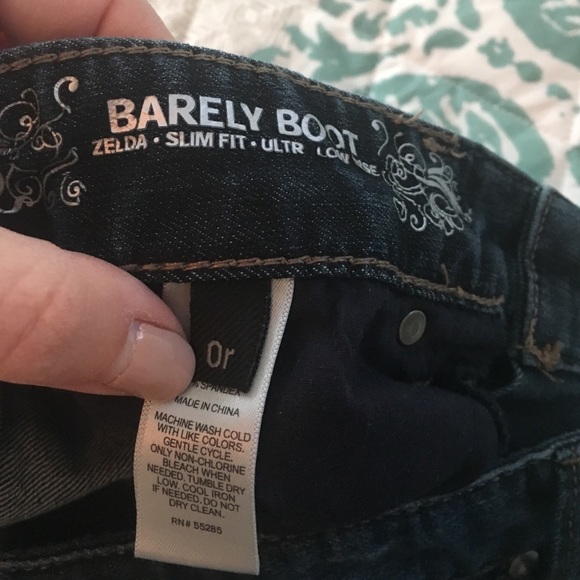 BARELY BOOT
ZELDA • SLIM FIT • ULTR LOW
0r
SPANDEX
MADE IN CHINA
MACHINE WASH COLD
WITH LIKE COLORS.
GENTLE CYCLE.
ONLY NON-CHLORINE
BLEACH WHEN
NEEDED. TUMBLE DRY
LOW. COOL IRON
IF NEEDED. DO NOT
DRY CLEAN.
RN# 55285